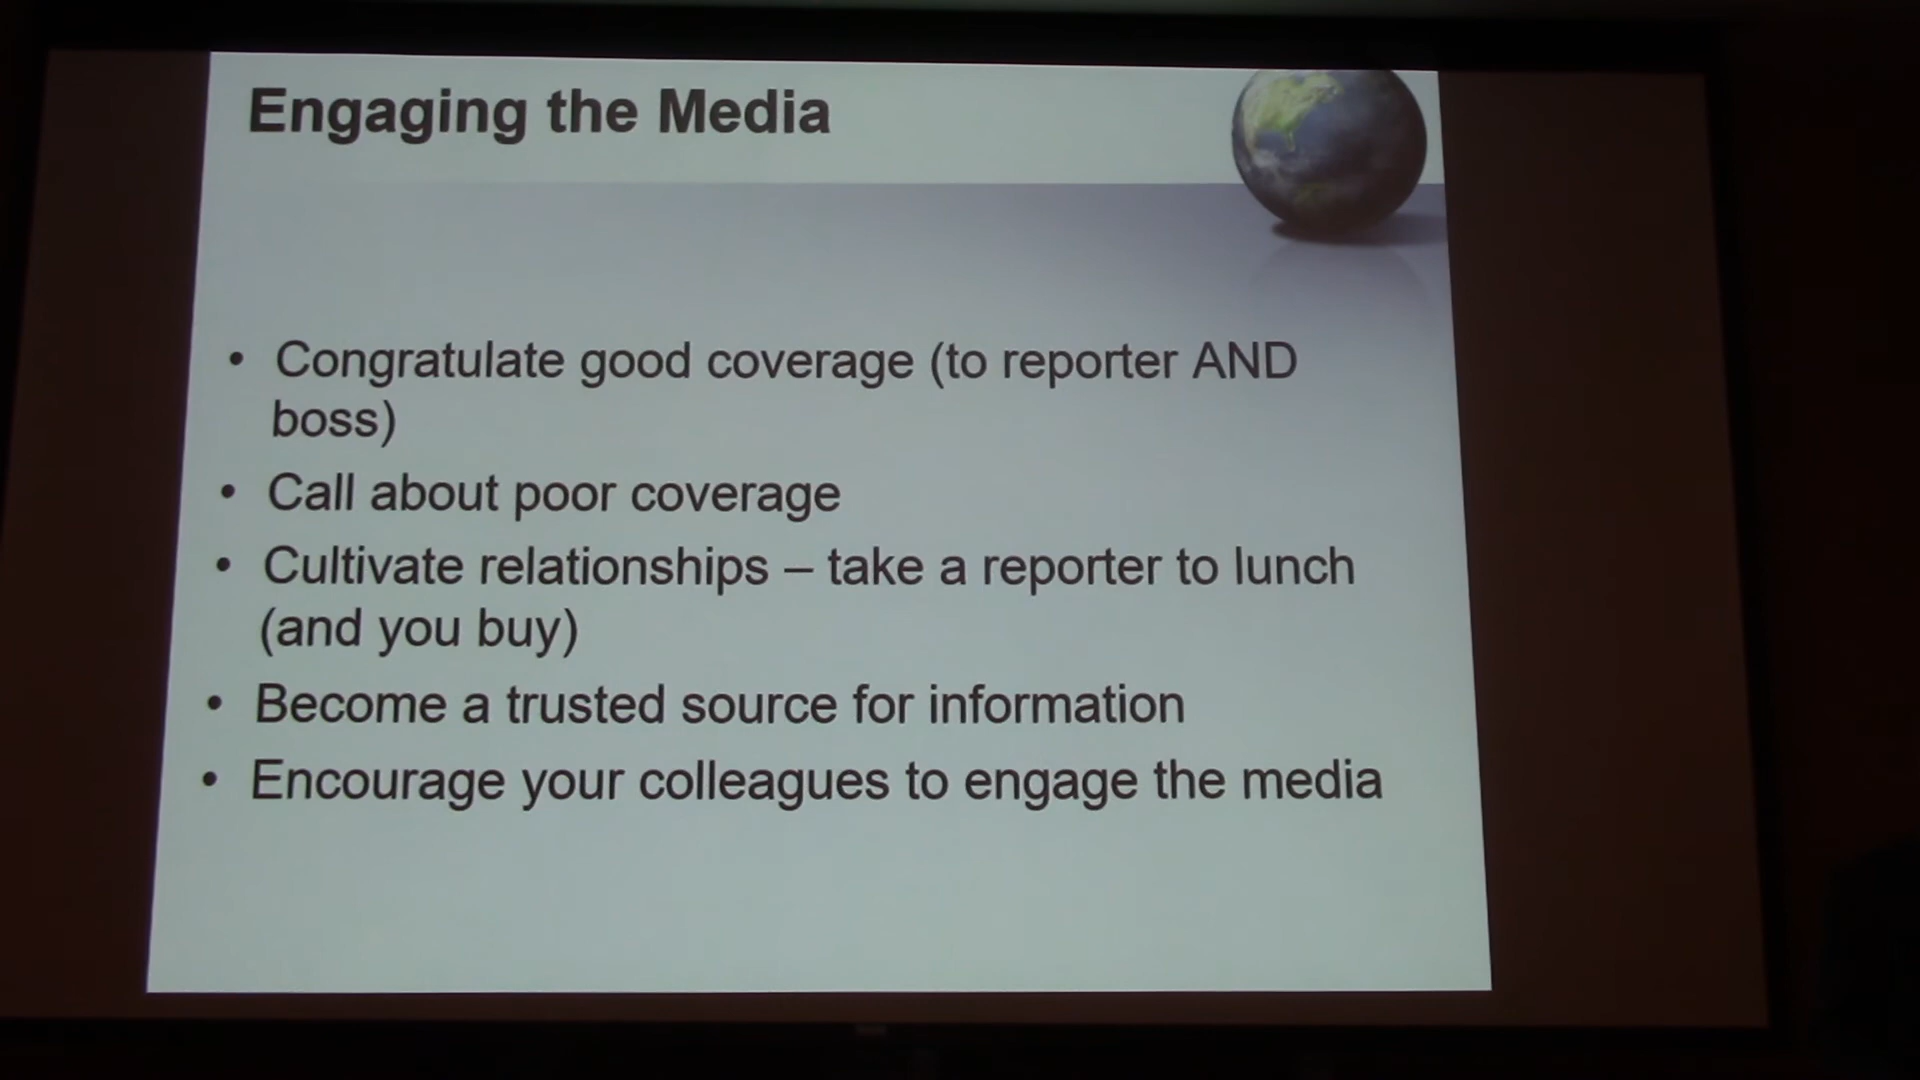 Engaging the Media
• Congratulate good coverage (to reporter AND
boss)
• Call about poor coverage
• Cultivate relationships – take a reporter to lunch
(and you buy)
• Become a trusted source for information
• Encourage your colleagues to engage the media